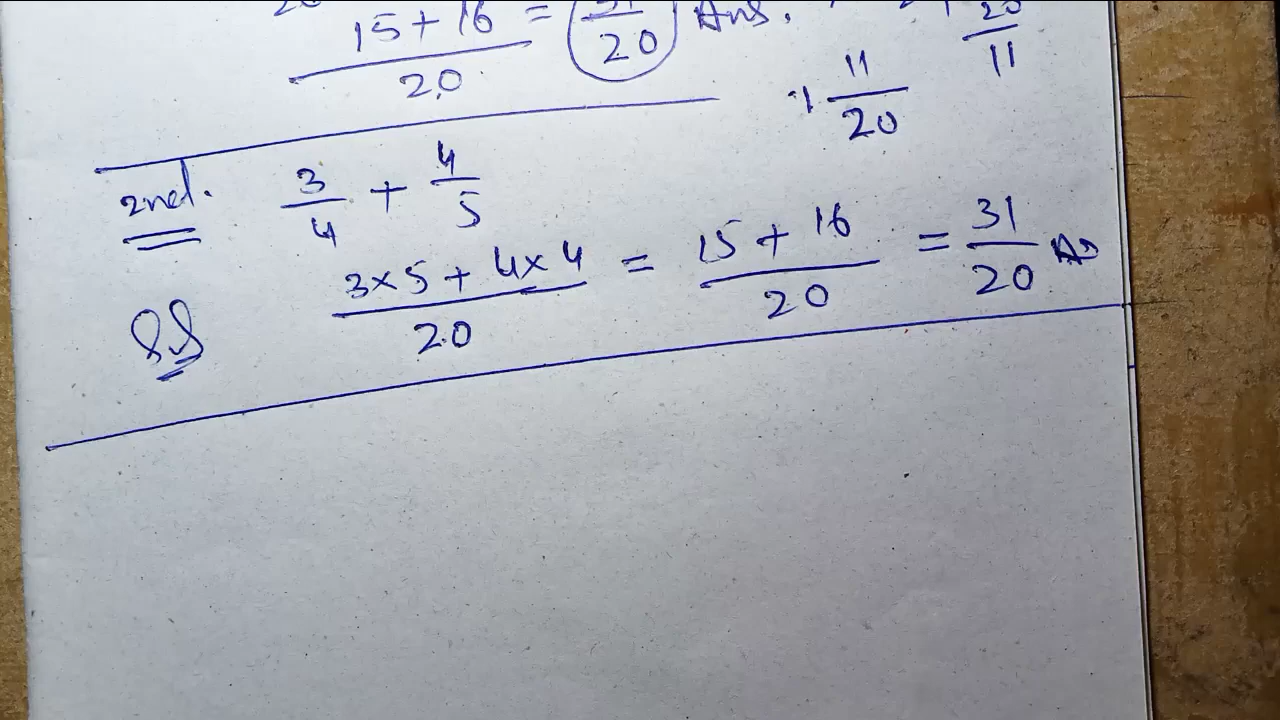 15+16/20 = 31/20 Ans.
20/11
1 11/20
2nd. 3/4 + 4/5
3×5+4×4/20 = 15+16/20 = 31/20 As